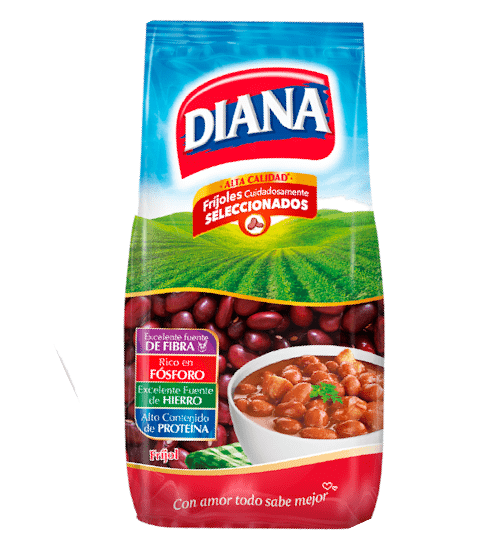 DIANA
ALTA CALIDAD
Fríjoles Cuidadosamente
SELECCIONADOS
Excelente fuente
DE FIBRA
Rico en
FÓSFORO
Excelente Fuente
de HIERRO
Alto Contenido
de PROTEÍNA
Fríjol
Con amor todo sabe mejor